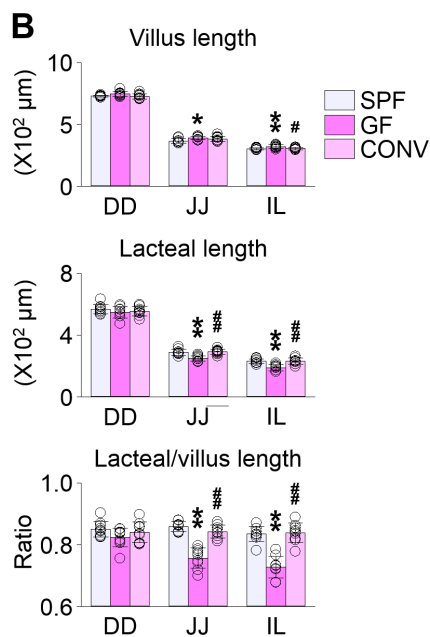 B
Villus length
(X10² µm)
10
5
0
*
**
#
DD
JJ
IL
SPF
GF
CONV
Lacteal length
(X10² µm)
8
4
0
**
##
**
##
DD
JJ
IL
Lacteal/villus length
Ratio
1.0
0.8
0.6
**
##
**
##
DD
JJ
IL